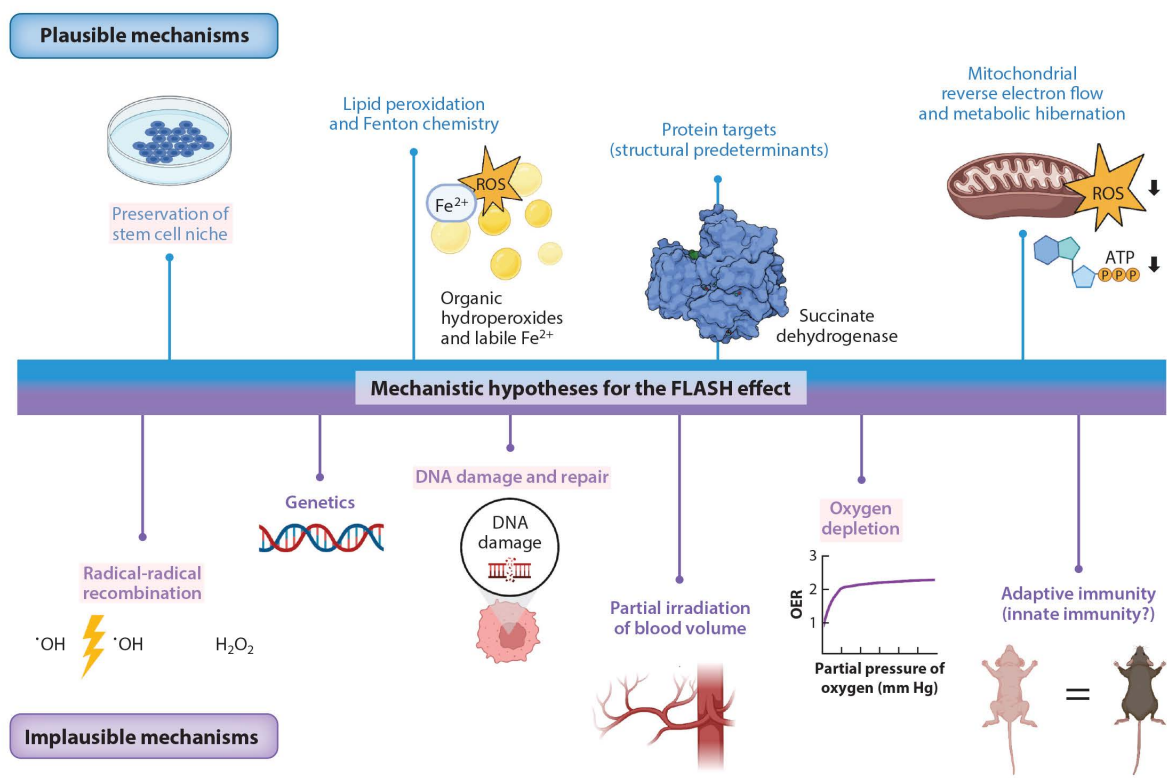 Plausible mechanisms
Preservation of
stem cell niche
Lipid peroxidation
and Fenton chemistry
ROS
Fe²⁺
Organic
hydroperoxides
and labile Fe²⁺
Protein targets
(structural predeterminants)
Succinate
dehydrogenase
Mitochondrial
reverse electron flow
and metabolic hibernation
ROS
ATP
P P P
Mechanistic hypotheses for the FLASH effect
Radical-radical
recombination
˙OH ˙OH H₂O₂
Genetics
DNA damage and repair
DNA
damage
Partial irradiation
of blood volume
Oxygen
depletion
3
2
1
OER
Partial pressure of
oxygen (mm Hg)
Adaptive immunity
(innate immunity?)
=
Implausible mechanisms